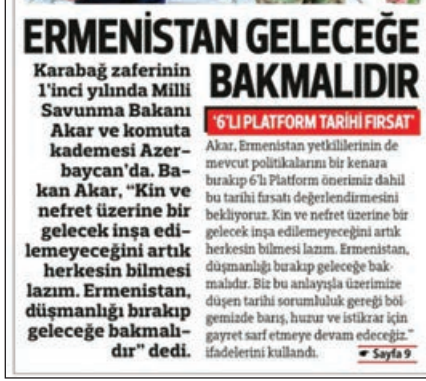 ERMENİSTAN GELECEĞE
BAKMALIDIR
Karabağ zaferinin
1'inci yılında Milli
Savunma Bakanı
Akar ve komuta
kademesi Azer-
baycan'da. Ba-
kan Akar, “Kin ve
nefret üzerine bir
gelecek inşa edi-
lemeyeceğini artık
herkesin bilmesi
lazım. Ermenistan,
düşmanlığı bırakıp
geleceğe bakmalı-
dır” dedi.
‘6’LI PLATFORM TARİHİ FIRSAT’
Akar, Ermenistan yetkililerinin de
mevcut politikalarını bir kenara
bırakıp 6'lı Platform önerimiz dahil
bu tarihi fırsatı değerlendirmesini
bekliyoruz. Kin ve nefret üzerine bir
gelecek inşa edilemeyeceğini artık
herkesin bilmesi lazım. Ermenistan,
düşmanlığı bırakıp geleceğe bak-
malıdır. Biz bu anlayışla üzerimize
düşen tarihi sorumluluk gereği böl-
gemizde barış, huzur ve istikrar için
gayret sarf etmeye devam edeceğiz.”
ifadelerini kullandı.
☛ Sayfa 9